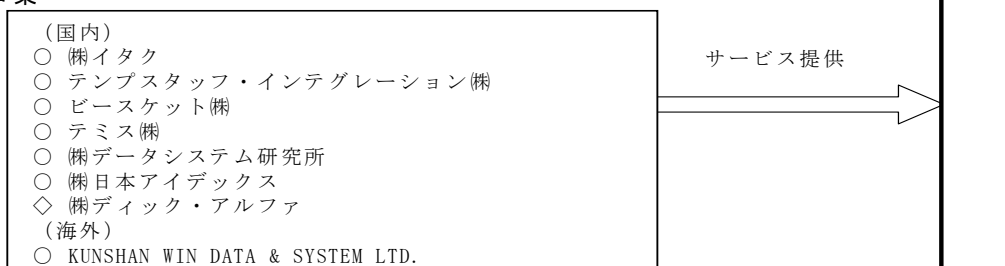 （国内）
○ ㈱イタク
○ テンプスタッフ・インテグレーション㈱
○ ビースケット㈱
○ テミス㈱
○ ㈱データシステム研究所
○ ㈱日本アイデックス
◇ ㈱ディック・アルファ
（海外）
○ KUNSHAN WIN DATA & SYSTEM LTD.
サービス提供